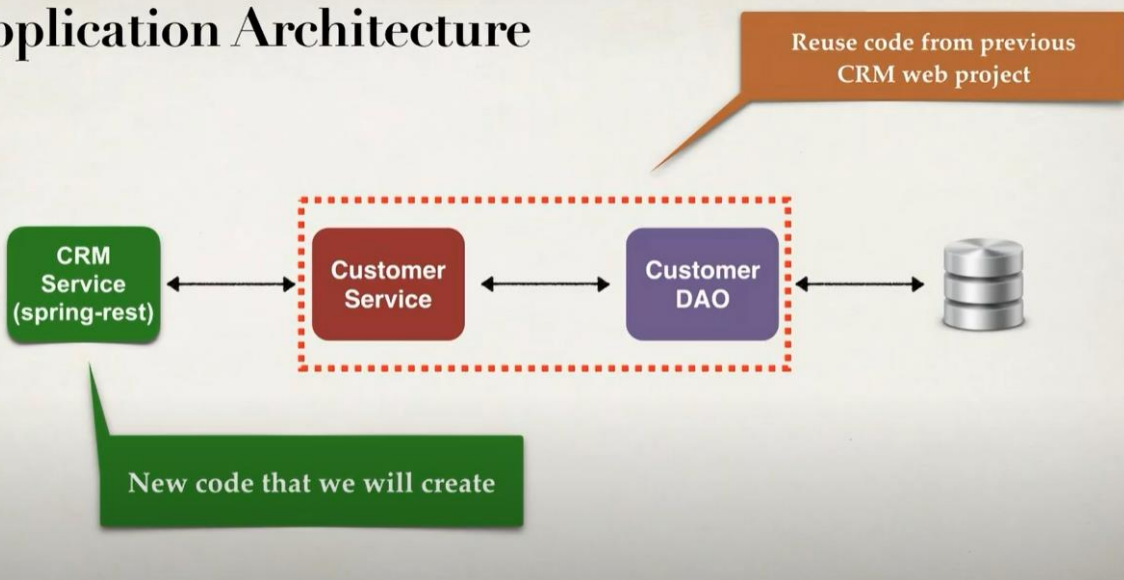 pplication Architecture
Reuse code from previous
CRM web project
CRM
Service
(spring-rest)
Customer
Service
Customer
DAO
New code that we will create